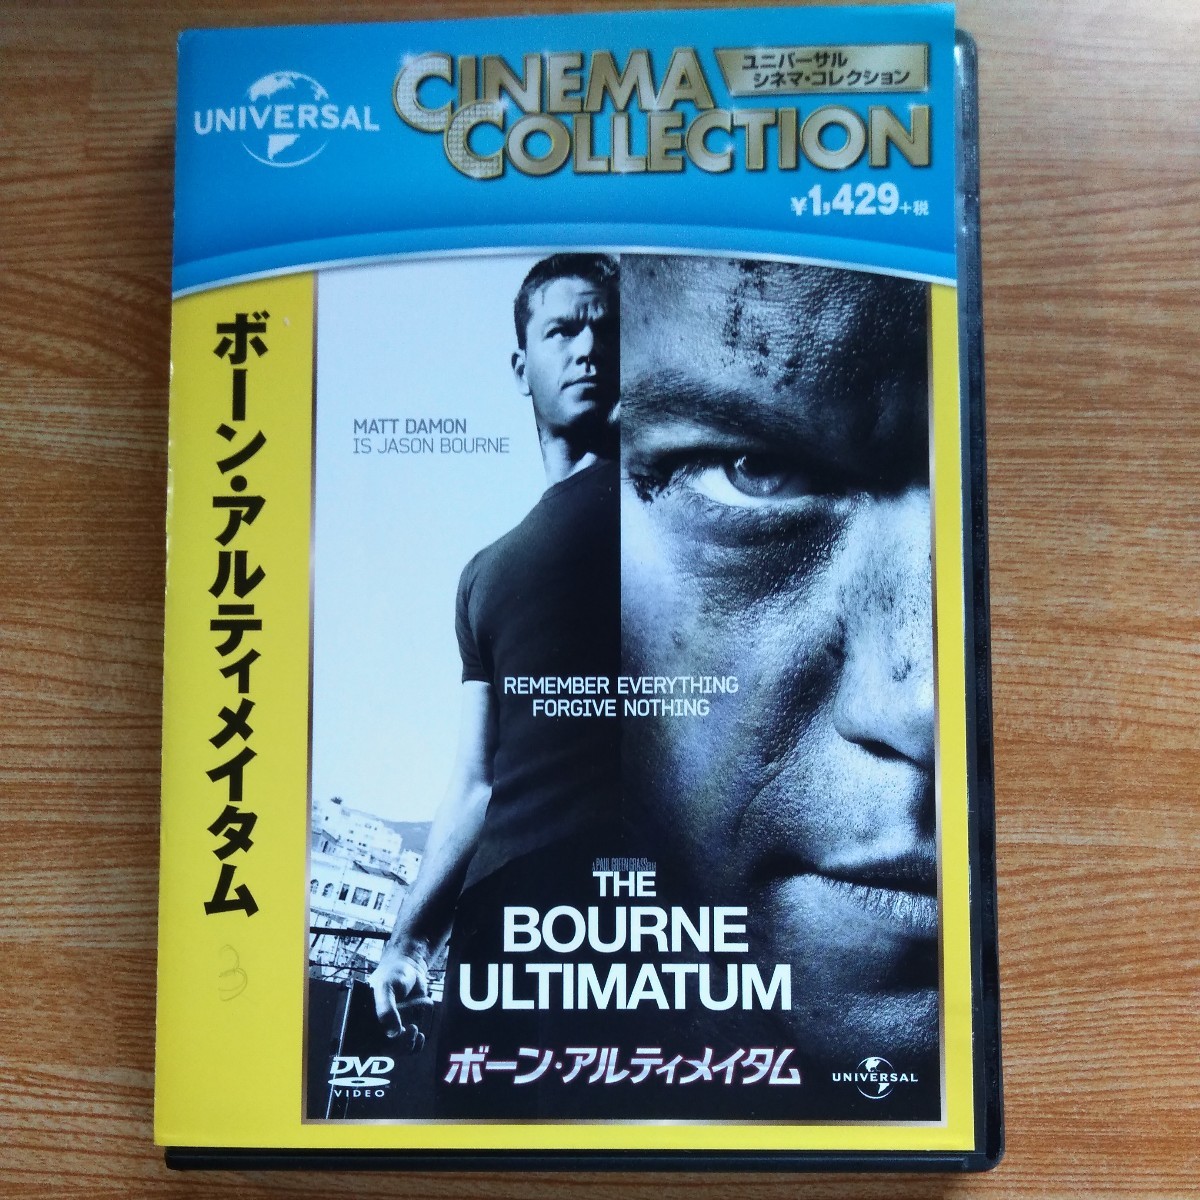 UNIVERSAL
CINEMA
COLLECTION
ユニバーサル
シネマ・コレクション
¥1,429+税
ボーン・アルティメイタム
3
MATT DAMON
IS JASON BOURNE
REMEMBER EVERYTHING
FORGIVE NOTHING
A PAUL GREENGRASS FILM
THE
BOURNE
ULTIMATUM
ボーン・アルティメイタム
DVD
VIDEO
UNIVERSAL